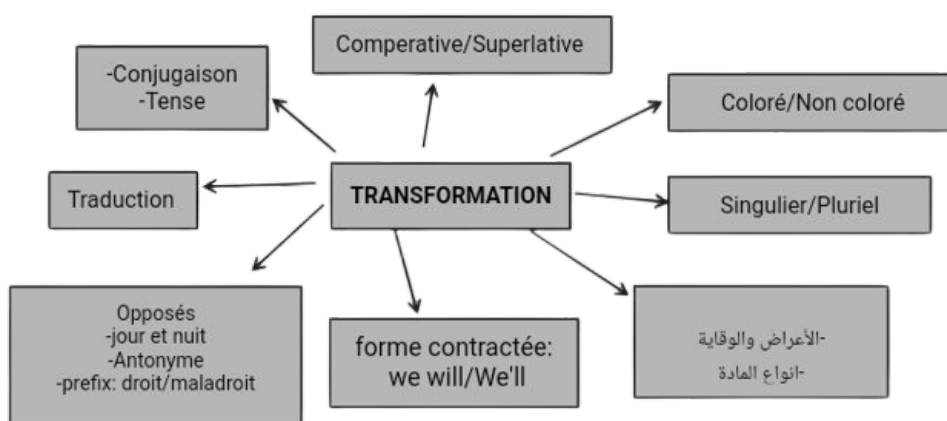 Comperative/Superlative
-Conjugaison
-Tense
Coloré/Non coloré
Traduction
TRANSFORMATION
Singulier/Pluriel
Opposés
-jour et nuit
-Antonyme
-prefix: droit/maladroit
forme contractée:
we will/We'll
-الأعراض والوقاية
-انواع المادة